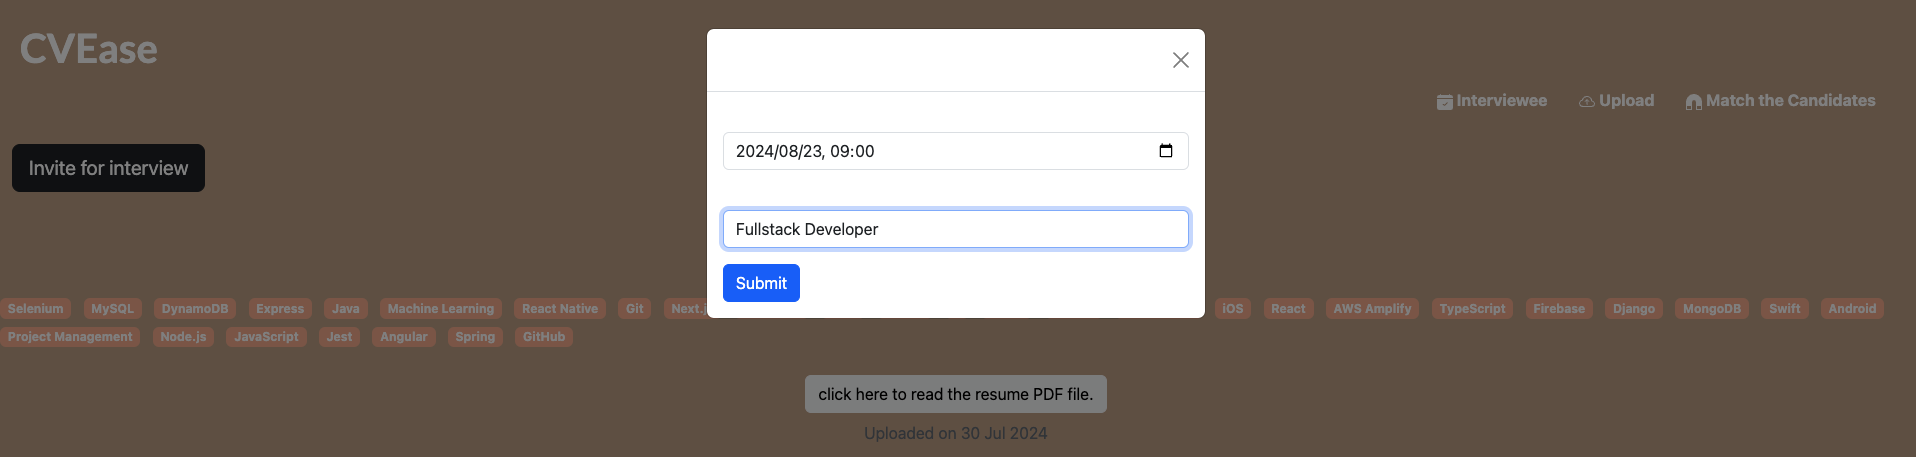 CVEase
Interviewee Upload Match the Candidates
2024/08/23, 09:00
Invite for interview
Fullstack Developer
Submit
Selenium MySQL DynamoDB Express Java Machine Learning React Native Git iOS React AWS Amplify TypeScript Firebase Django MongoDB Swift Android
Project Management Node.js JavaScript Jest Angular Spring GitHub
click here to read the resume PDF file.
Uploaded on 30 Jul 2024